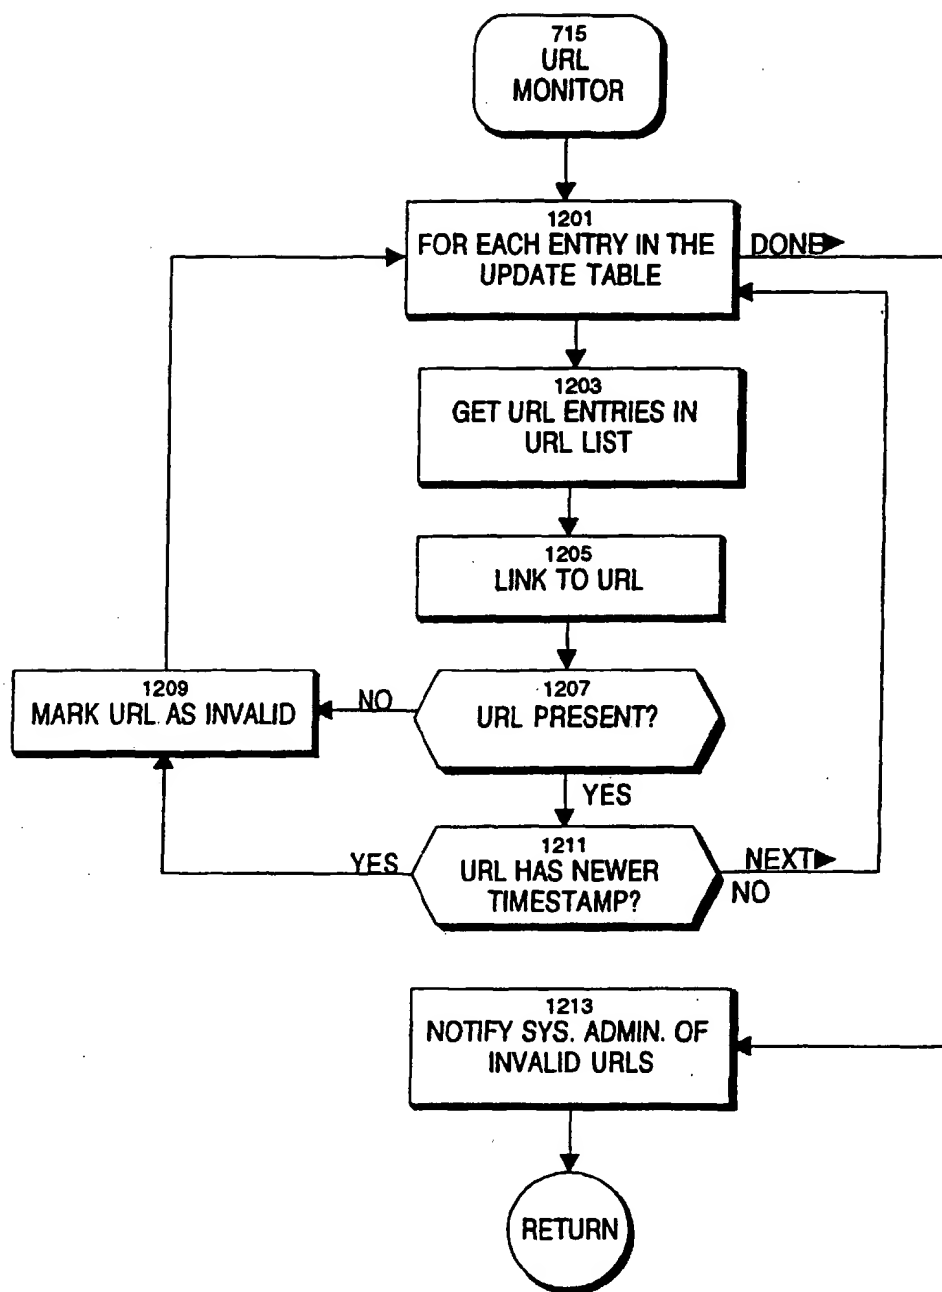 715
URL
MONITOR
1201
FOR EACH ENTRY IN THE
UPDATE TABLE
DONE
1203
GET URL ENTRIES IN
URL LIST
1205
LINK TO URL
1209
MARK URL AS INVALID
NO
1207
URL PRESENT?
YES
YES
1211
URL HAS NEWER
TIMESTAMP?
NEXT
NO
1213
NOTIFY SYS. ADMIN. OF
INVALID URLS
RETURN